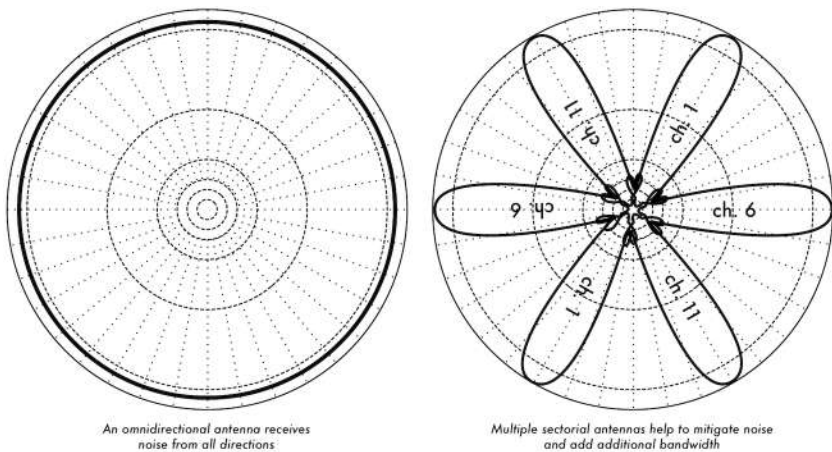 ch. 11
ch. 1
ch. 6
ch. 6
ch. 1
ch. 11
An omnidirectional antenna receives
noise from all directions
Multiple sectorial antennas help to mitigate noise
and add additional bandwidth